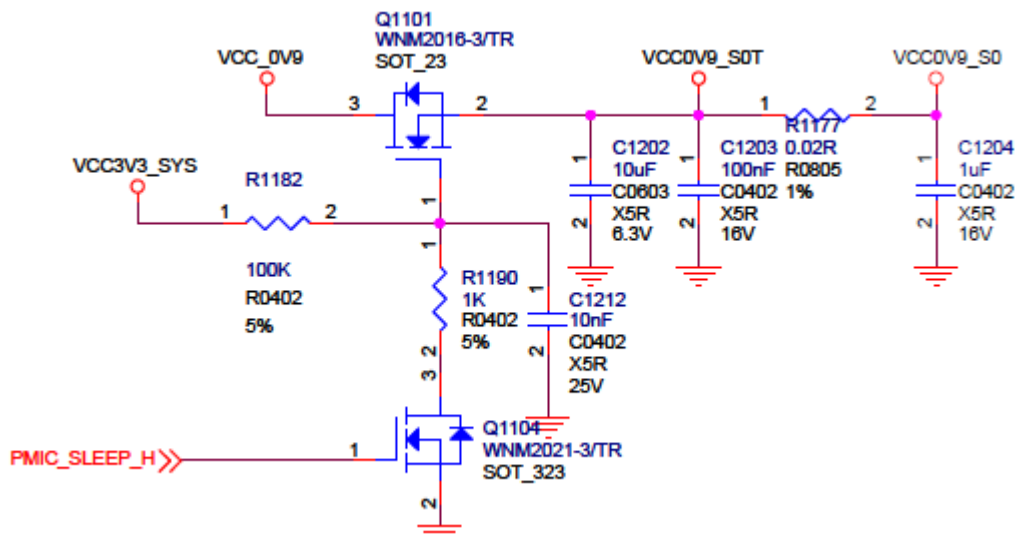 Q1101
WNM2016-3/TR
SOT_23
VCC_0V9
VCC0V9_S0T
VCC0V9_S0
3
2
1
2
R1177
0.02R
R0805
1%
C1202
10uF
C0603
X5R
6.3V
1
2
C1203
100nF
C0402
X5R
16V
1
2
C1204
1uF
C0402
X5R
16V
1
2
VCC3V3_SYS
R1182
1
2
100K
R0402
5%
1
1
R1190
1K
R0402
5%
2
1
C1212
10nF
C0402
X5R
25V
2
3
Q1104
WNM2021-3/TR
SOT_323
PMIC_SLEEP_H
1
2